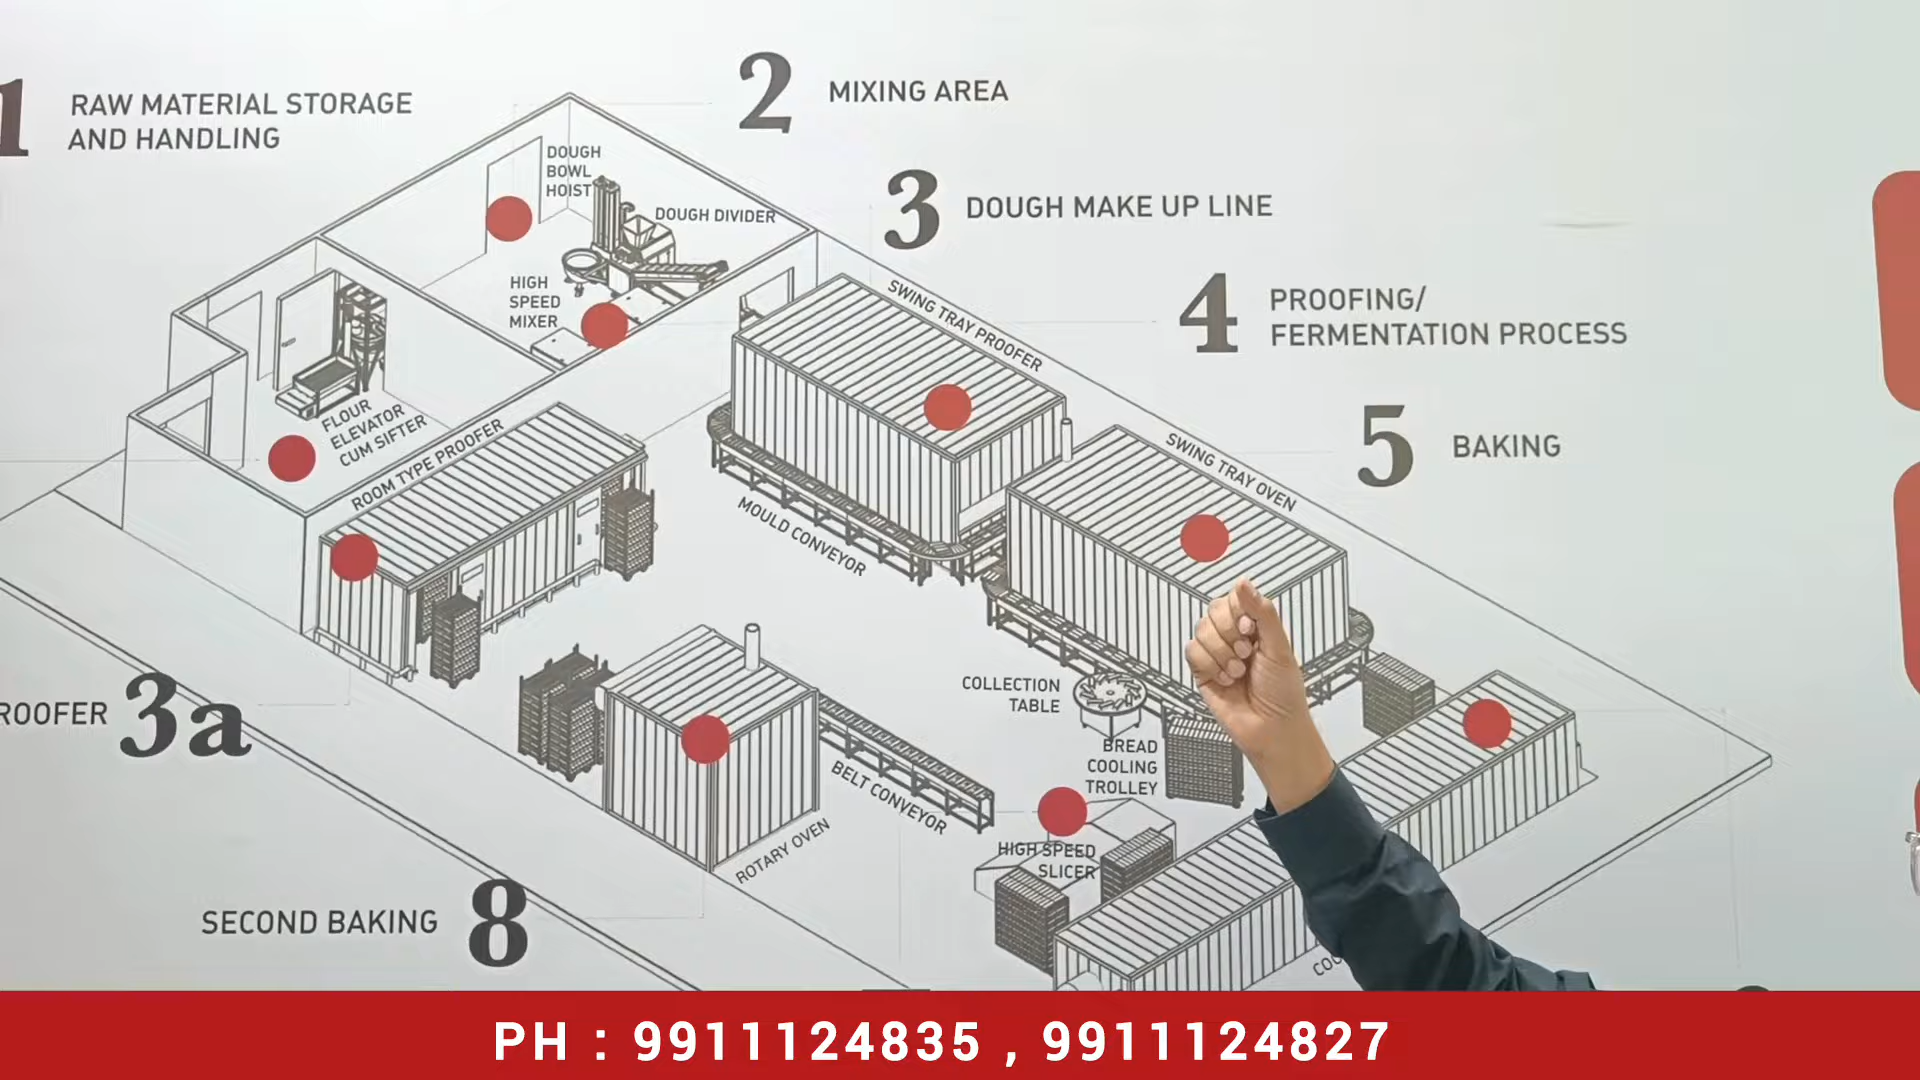 1
RAW MATERIAL STORAGE
AND HANDLING
2
MIXING AREA
DOUGH
BOWL
HOIST
DOUGH DIVIDER
3
DOUGH MAKE UP LINE
HIGH
SPEED
MIXER
SWING TRAY PROOFER
4
PROOFING/
FERMENTATION PROCESS
FLOUR
ELEVATOR
CUM SIFTER
ROOM TYPE PROOFER
5
BAKING
SWING TRAY OVEN
MOULD CONVEYOR
ROOFER
3a
COLLECTION
TABLE
BREAD
COOLING
TROLLEY
BELT CONVEYOR
ROTARY OVEN
HIGH SPEED
SLICER
SECOND BAKING
8
PH : 9911124835 , 9911124827